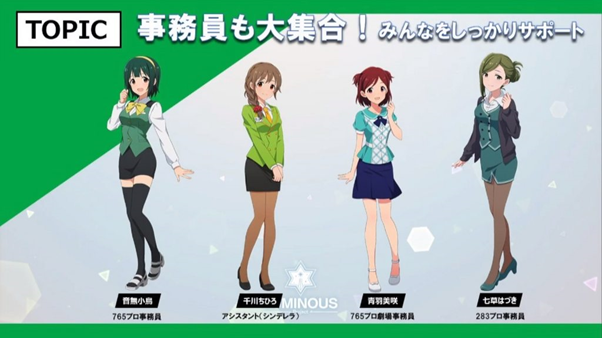 TOPIC
事務員も大集合！ みんなをしっかりサポート
音無小鳥
765プロ事務員
千川ちひろ
アシスタント(シンデレラ)
MINOUS
青羽美咲
765プロ劇場事務員
七草はづき
283プロ事務員